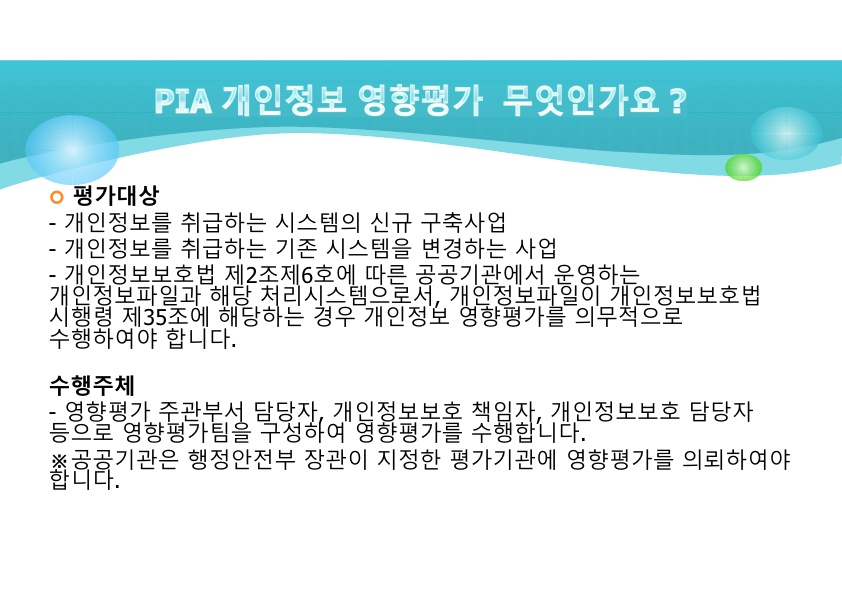 PIA 개인정보 영향평가 무엇인가요 ?
평가대상
- 개인정보를 취급하는 시스템의 신규 구축사업
- 개인정보를 취급하는 기존 시스템을 변경하는 사업
- 개인정보보호법 제2조제6호에 따른 공공기관에서 운영하는
개인정보파일과 해당 처리시스템으로서, 개인정보파일이 개인정보보호법
시행령 제35조에 해당하는 경우 개인정보 영향평가를 의무적으로
수행하여야 합니다.
수행주체
- 영향평가 주관부서 담당자, 개인정보보호 책임자, 개인정보보호 담당자
등으로 영향평가팀을 구성하여 영향평가를 수행합니다.
※공공기관은 행정안전부 장관이 지정한 평가기관에 영향평가를 의뢰하여야
합니다.